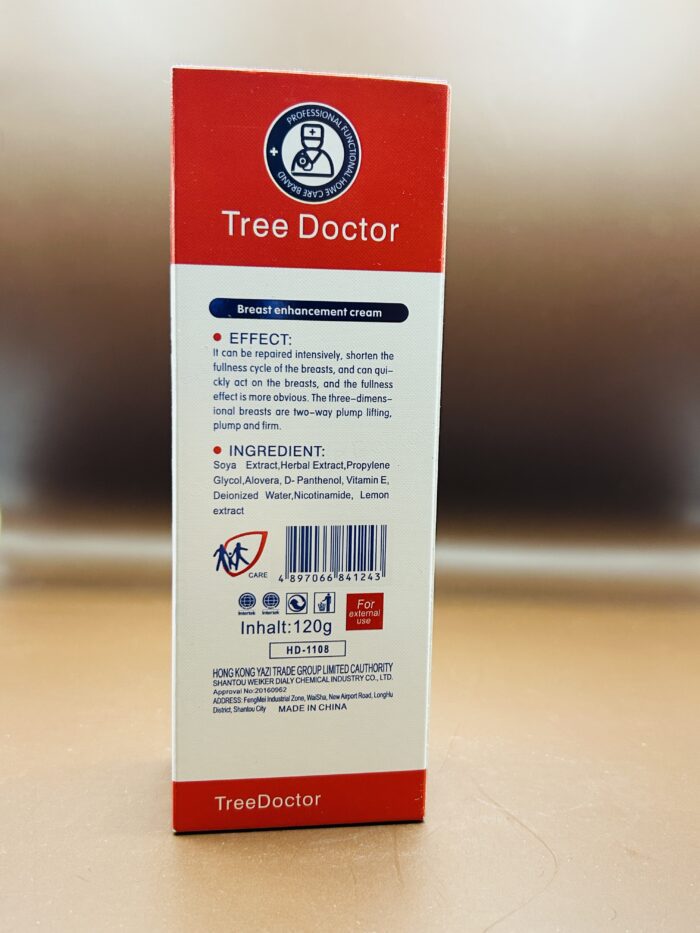 PROFESSIONAL FUNCTIONAL HOME CARE BRAND
Tree Doctor
Breast enhancement cream
EFFECT:
It can be repaired intensively, shorten the
fullness cycle of the breasts, and can qui-
ckly act on the breasts, and the fullness
effect is more obvious. The three-dimens-
ional breasts are two-way plump lifting,
plump and firm.
INGREDIENT:
Soya Extract,Herbal Extract,Propylene
Glycol,Alovera, D- Panthenol, Vitamin E,
Deionized Water,Nicotinamide, Lemon
extract
CARE
4 897066 841243
Intertek Intertek
For
external
use
Inhalt:120g
HD-1108
HONG KONG YAZI TRADE GROUP LIMITED CAUTHORITY
SHANTOU WEIKER DIALY CHEMICAL INDUSTRY CO., LTD.
Approval No:20160962
ADDRESS: FengMei Industrial Zone, WaiSha, New Airport Road, LongHu
District, Shantou City MADE IN CHINA
TreeDoctor